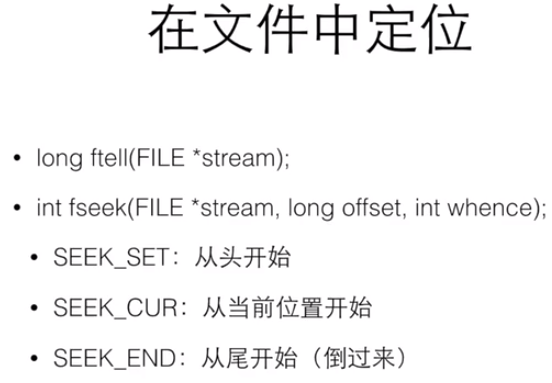 在文件中定位
• long ftell(FILE *stream);
• int fseek(FILE *stream, long offset, int whence);
• SEEK_SET：从头开始
• SEEK_CUR：从当前位置开始
• SEEK_END：从尾开始（倒过来）